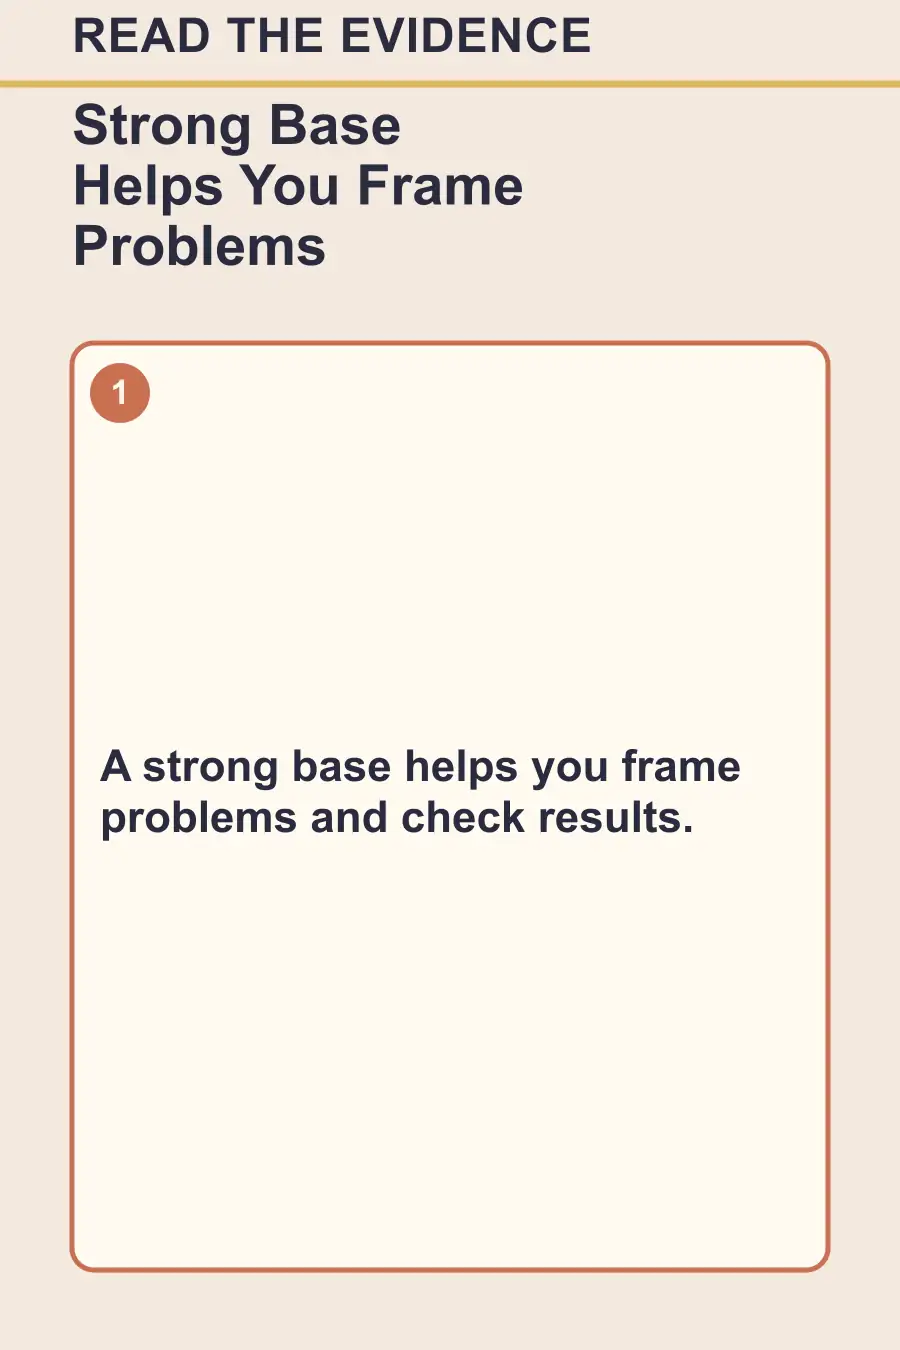 READ THE EVIDENCE
Strong Base
Helps You Frame
Problems
1
A strong base helps you frame
problems and check results.